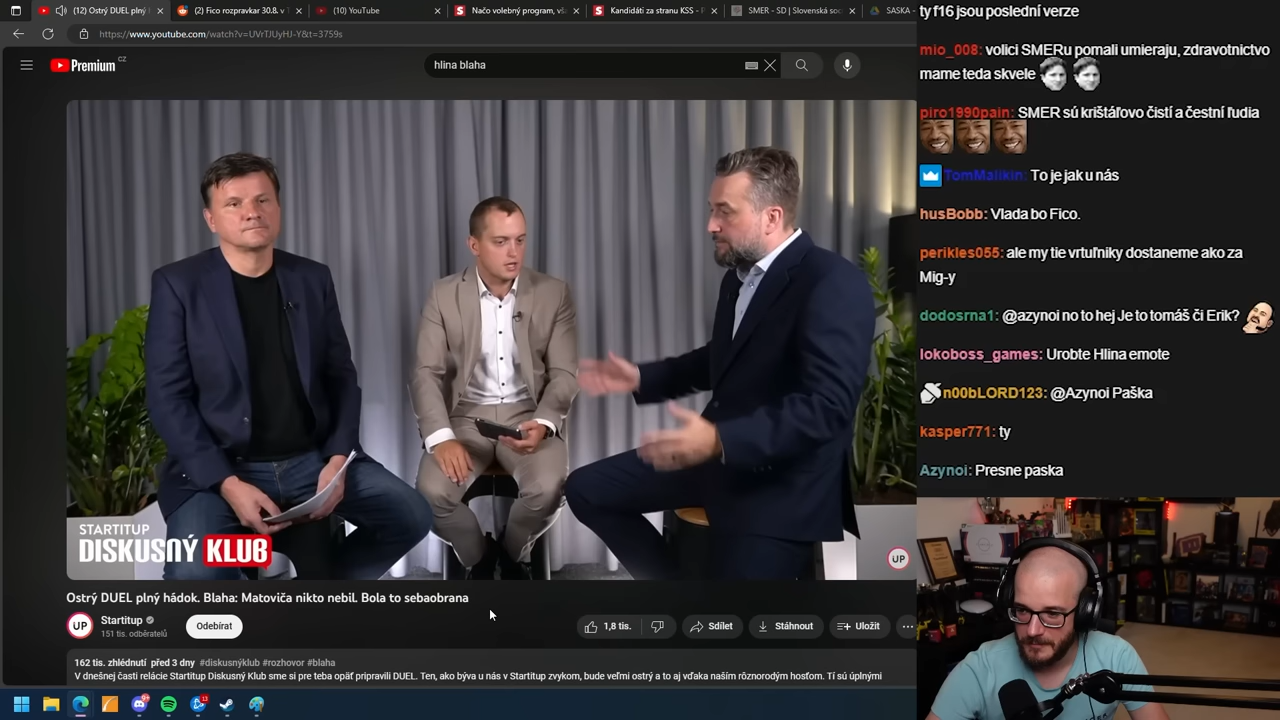 (12) Ostrý DUEL plný h
(2) Fico rozpravkar 30.8. v T
(10) YouTube
Načo volebný program, vš
Kandidáti za stranu KSS - P
SMER - SD | Slovenská soc
SASKA -
https://www.youtube.com/watch?v=UVrTJUyHJ-Y&t=3759s
Premium CZ
hlina blaha
STARTITUP
DISKUSNÝ KLUB
UP
Ostrý DUEL plný hádok. Blaha: Matoviča nikto nebil. Bola to sebaobrana
UP
Startitup
151 tis. odběratelů
Odebírat
1,8 tis.
Sdílet
Stáhnout
Uložit
162 tis. zhlédnutí před 3 dny #diskusnýklub #rozhovor #blaha
V dnešnej časti relácie Startitup Diskusný Klub sme si pre teba opäť pripravili DUEL. Ten, ako býva u nás v Startitup zvykom, bude veľmi ostrý a to aj vďaka naším rôznorodým hosťom. Tí sú úplnými
ty f16 jsou poslední verze
mio_008: volici SMERu pomali umieraju, zdravotnictvo
mame teda skvele
piro1990pain: SMER sú krištáľovo čistí a čestní ľudia
TomMalikin: To je jak u nás
husBobb: Vlada bo Fico.
perikles055: ale my tie vrtuľníky dostaneme ako za
Mig-y
dodosrna1: @azynoi no to hej Je to tomáš či Erik?
lokoboss_games: Urobte Hlina emote
n00bLORD123: @Azynoi Paška
kasper771: ty
Azynoi: Presne paska